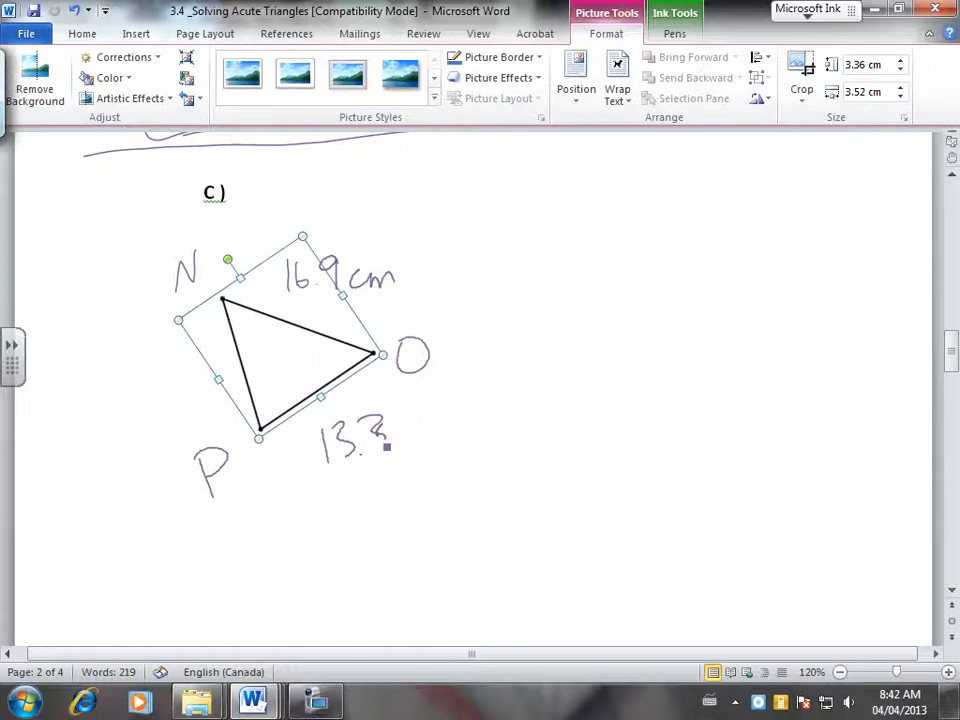 3.4 _Solving Acute Triangles [Compatibility Mode] - Microsoft Word
Picture Tools
Ink Tools
Microsoft Ink
File
Home
Insert
Page Layout
References
Mailings
Review
View
Acrobat
Format
Pens
Remove Background
Corrections
Color
Artistic Effects
Adjust
Picture Styles
Picture Border
Picture Effects
Picture Layout
Position
Wrap Text
Bring Forward
Send Backward
Selection Pane
Arrange
Crop
3.36 cm
3.52 cm
Size
C )
N
16.9 cm
O
13.3
P
Page: 2 of 4
Words: 219
English (Canada)
120%
8:42 AM
04/04/2013